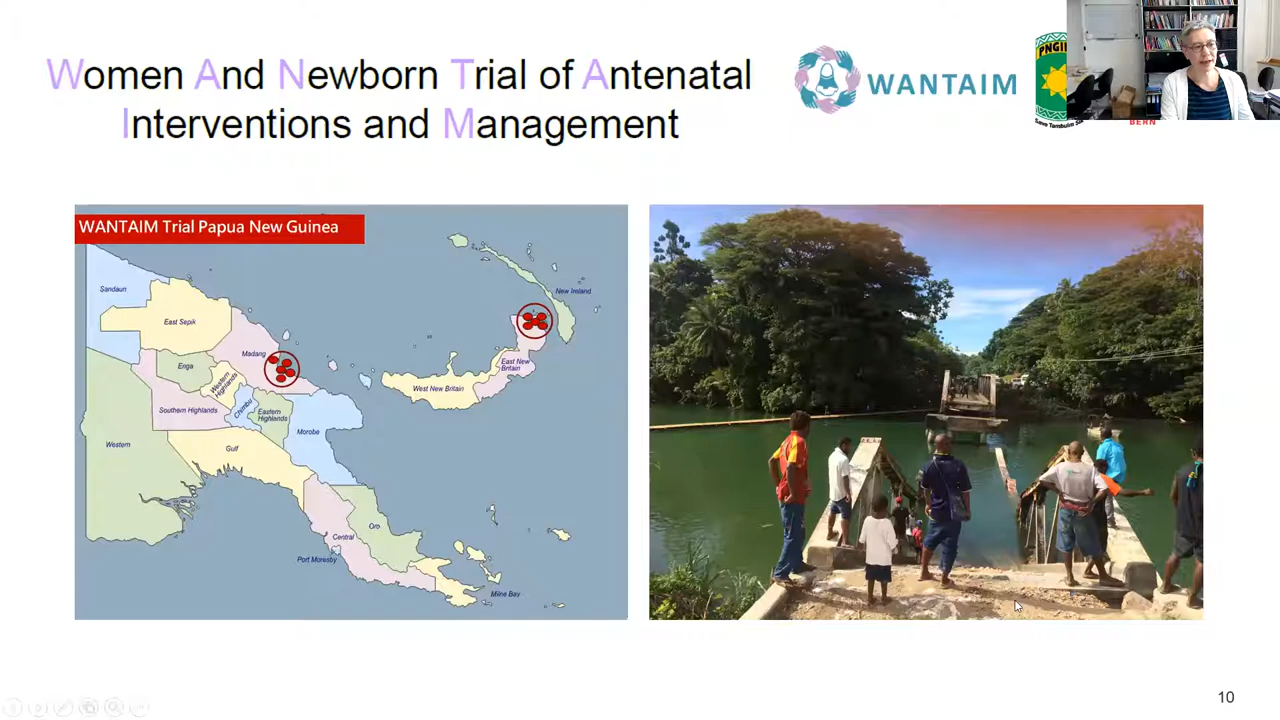 Women And Newborn Trial of Antenatal
Interventions and Management
WANTAIM
PNGI
BERN
WANTAIM Trial Papua New Guinea
Sandaun
East Sepik
New Ireland
Madang
Enga
Western
Highlands
East New
Britain
West New Britain
Southern Highlands
Chimbu
Eastern
Highlands
Morobe
Western
Gulf
Oro
Central
Port Moresby
Milne Bay
10